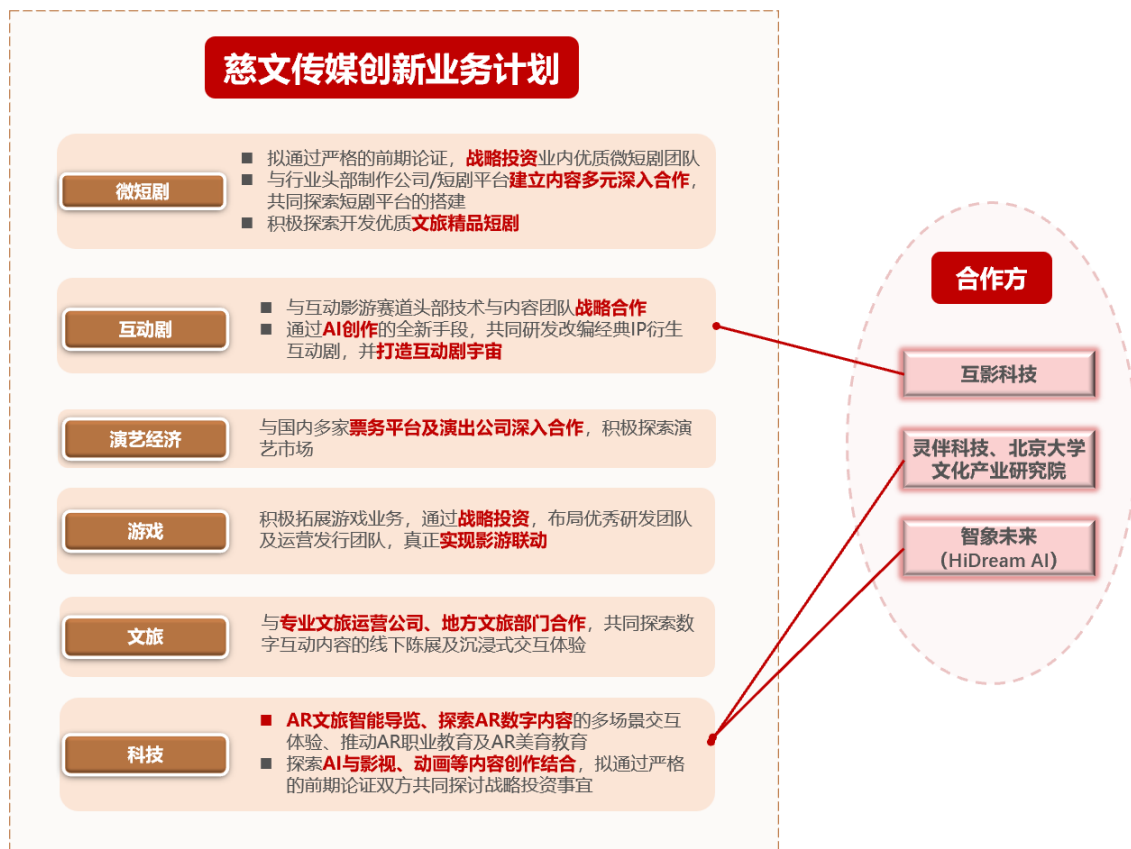 慈文传媒创新业务计划
微短剧
■ 拟通过严格的前期论证，战略投资业内优质微短剧团队
■ 与行业头部制作公司/短剧平台建立内容多元深入合作，
共同探索短剧平台的搭建
■ 积极探索开发优质文旅精品短剧
互动剧
■ 与互动影游赛道头部技术与内容团队战略合作
■ 通过AI创作的全新手段，共同研发改编经典IP衍生
互动剧，并打造互动剧宇宙
演艺经济
与国内多家票务平台及演出公司深入合作，积极探索演
艺市场
游戏
积极拓展游戏业务，通过战略投资，布局优秀研发团队
及运营发行团队，真正实现影游联动
文旅
与专业文旅运营公司、地方文旅部门合作，共同探索数
字互动内容的线下陈展及沉浸式交互体验
科技
■ AR文旅智能导览、探索AR数字内容的多场景交互
体验、推动AR职业教育及AR美育教育
■ 探索AI与影视、动画等内容创作结合，拟通过严格
的前期论证双方共同探讨战略投资事宜
合作方
互影科技
灵伴科技、北京大学
文化产业研究院
智象未来
（HiDream AI）